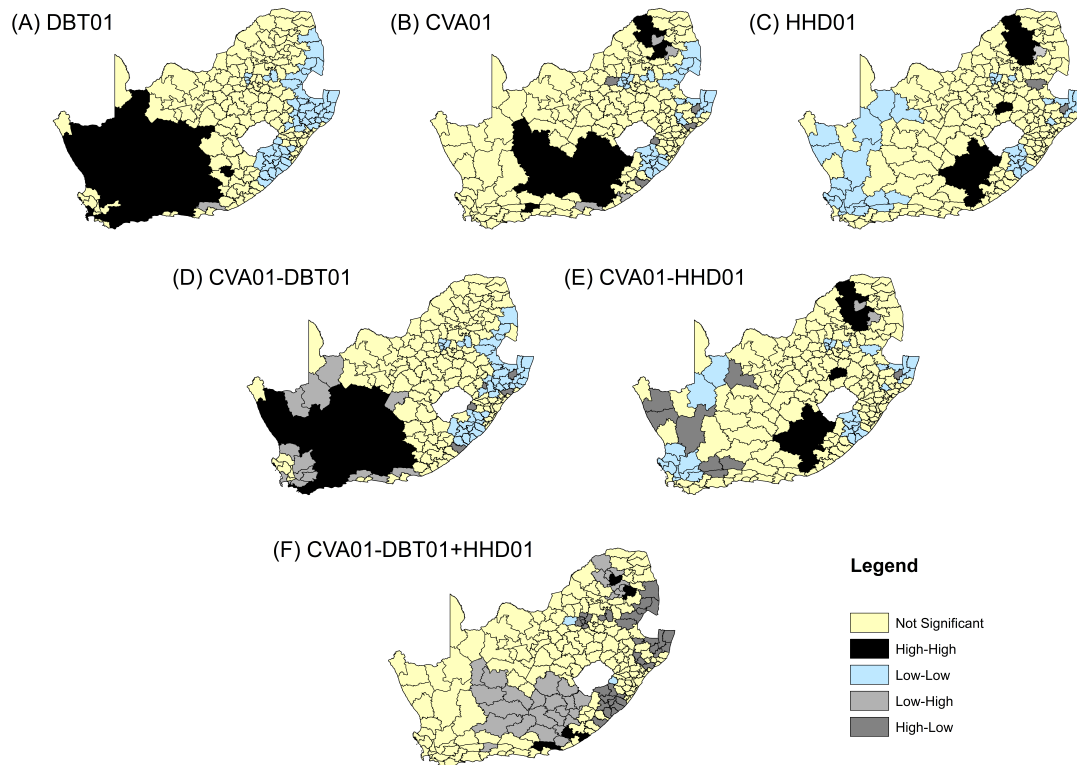 (A) DBT01
(B) CVA01
(C) HHD01
(D) CVA01-DBT01
(E) CVA01-HHD01
(F) CVA01-DBT01+HHD01
Legend
Not Significant
High-High
Low-Low
Low-High
High-Low